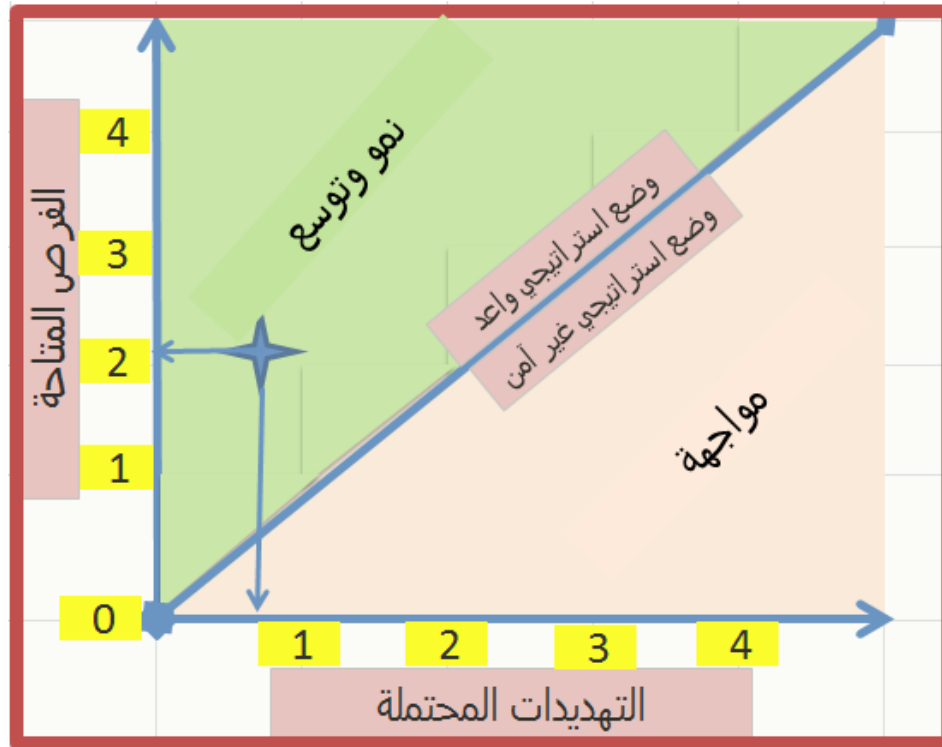 4
3
2
1
0
الفرص المتاحة
نمو وتوسع
وضع استراتيجي واعد
وضع استراتيجي غير آمن
مواجهة
1
2
3
4
التهديدات المحتملة